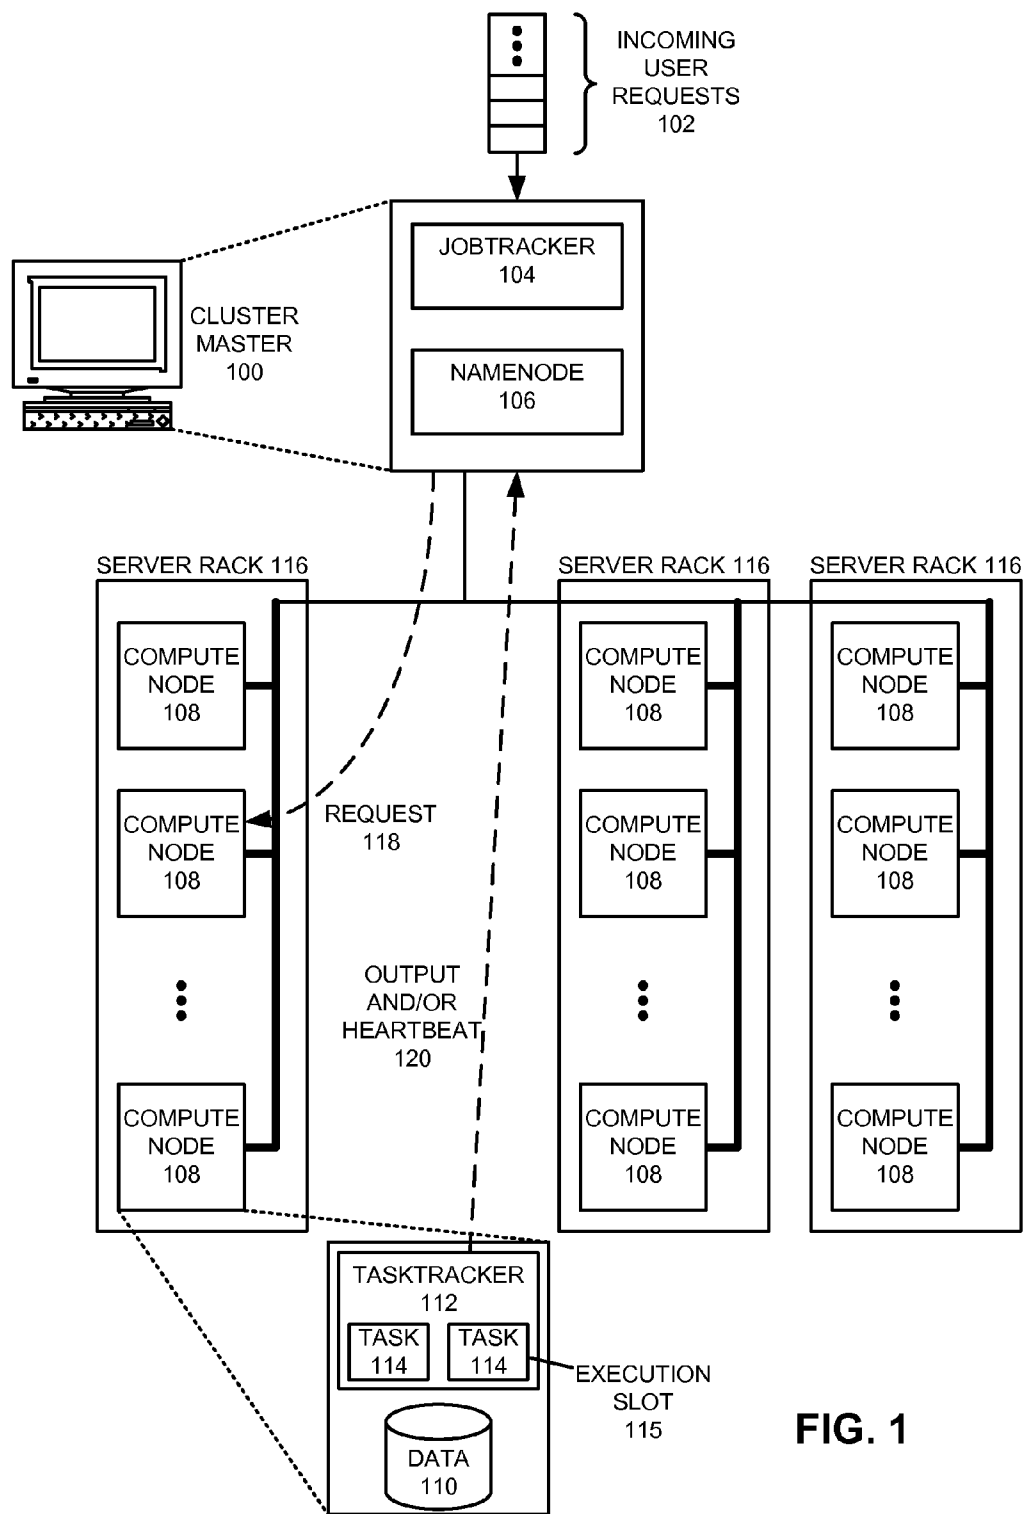 INCOMING
USER
REQUESTS
102
JOBTRACKER
104
CLUSTER
MASTER
100
NAMENODE
106
SERVER RACK 116
SERVER RACK 116
SERVER RACK 116
COMPUTE
NODE
108
COMPUTE
NODE
108
COMPUTE
NODE
108
COMPUTE
NODE
108
REQUEST
118
COMPUTE
NODE
108
COMPUTE
NODE
108
OUTPUT
AND/OR
HEARTBEAT
120
COMPUTE
NODE
108
COMPUTE
NODE
108
COMPUTE
NODE
108
TASKTRACKER
112
TASK
114
TASK
114
EXECUTION
SLOT
115
DATA
110
FIG. 1